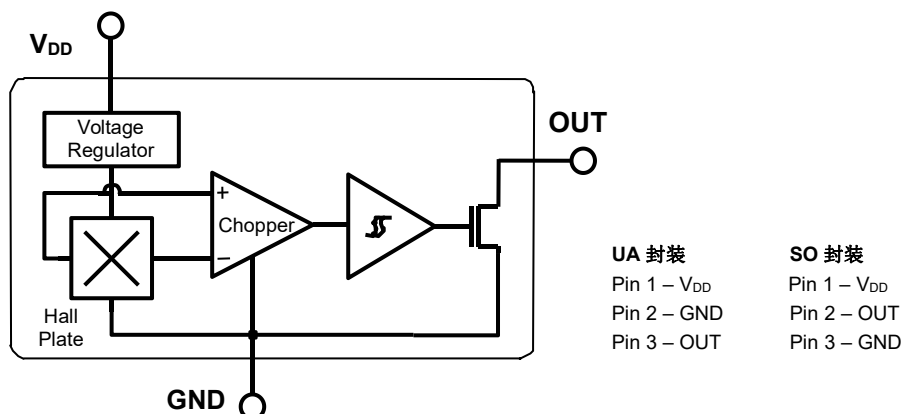 VDD
Voltage
Regulator
OUT
+
Chopper
−
Hall
Plate
GND
UA 封装
Pin 1 – VDD
Pin 2 – GND
Pin 3 – OUT
SO 封装
Pin 1 – VDD
Pin 2 – OUT
Pin 3 – GND